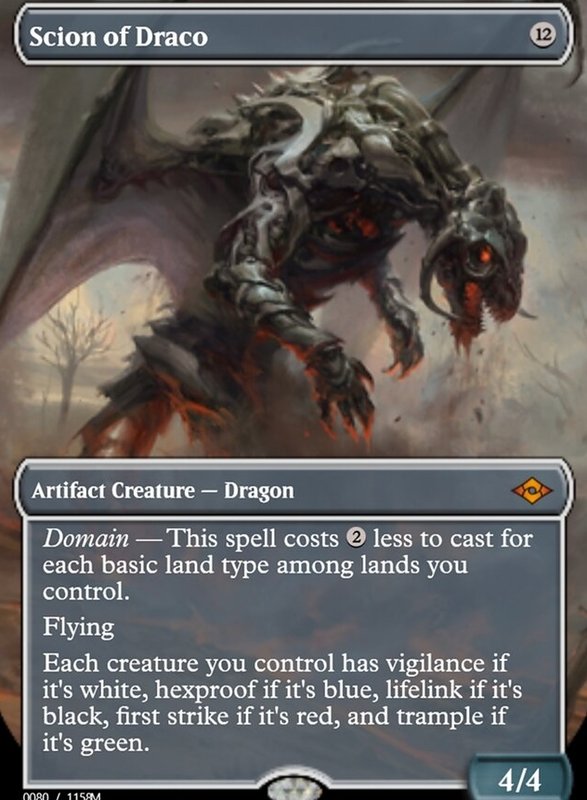 Scion of Draco
12
Artifact Creature — Dragon
Domain — This spell costs 2 less to cast for
each basic land type among lands you
control.
Flying
Each creature you control has vigilance if
it's white, hexproof if it's blue, lifelink if it's
black, first strike if it's red, and trample if
it's green.
4/4
0080 / 1158M